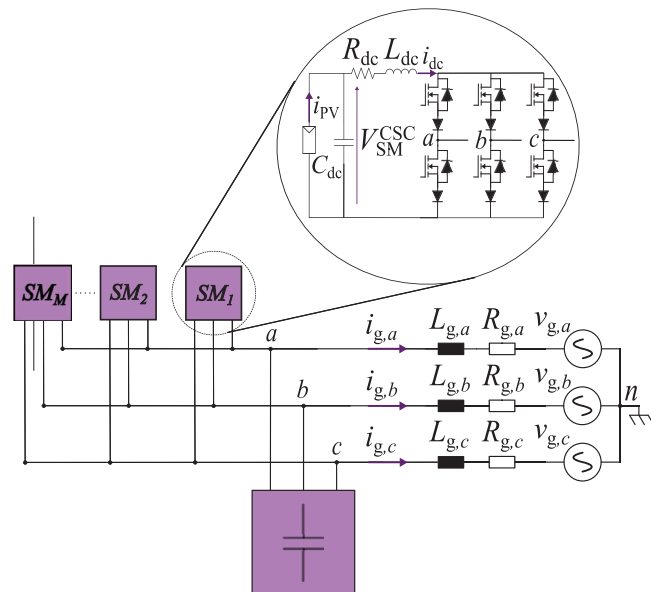 R_dc L_dc i_dc
i_PV
C_dc
V_SM^CSC
a b c
SM_M SM_2 SM_1
a
i_g,a L_g,a R_g,a v_g,a
b
i_g,b L_g,b R_g,b v_g,b
n
c
i_g,c L_g,c R_g,c v_g,c